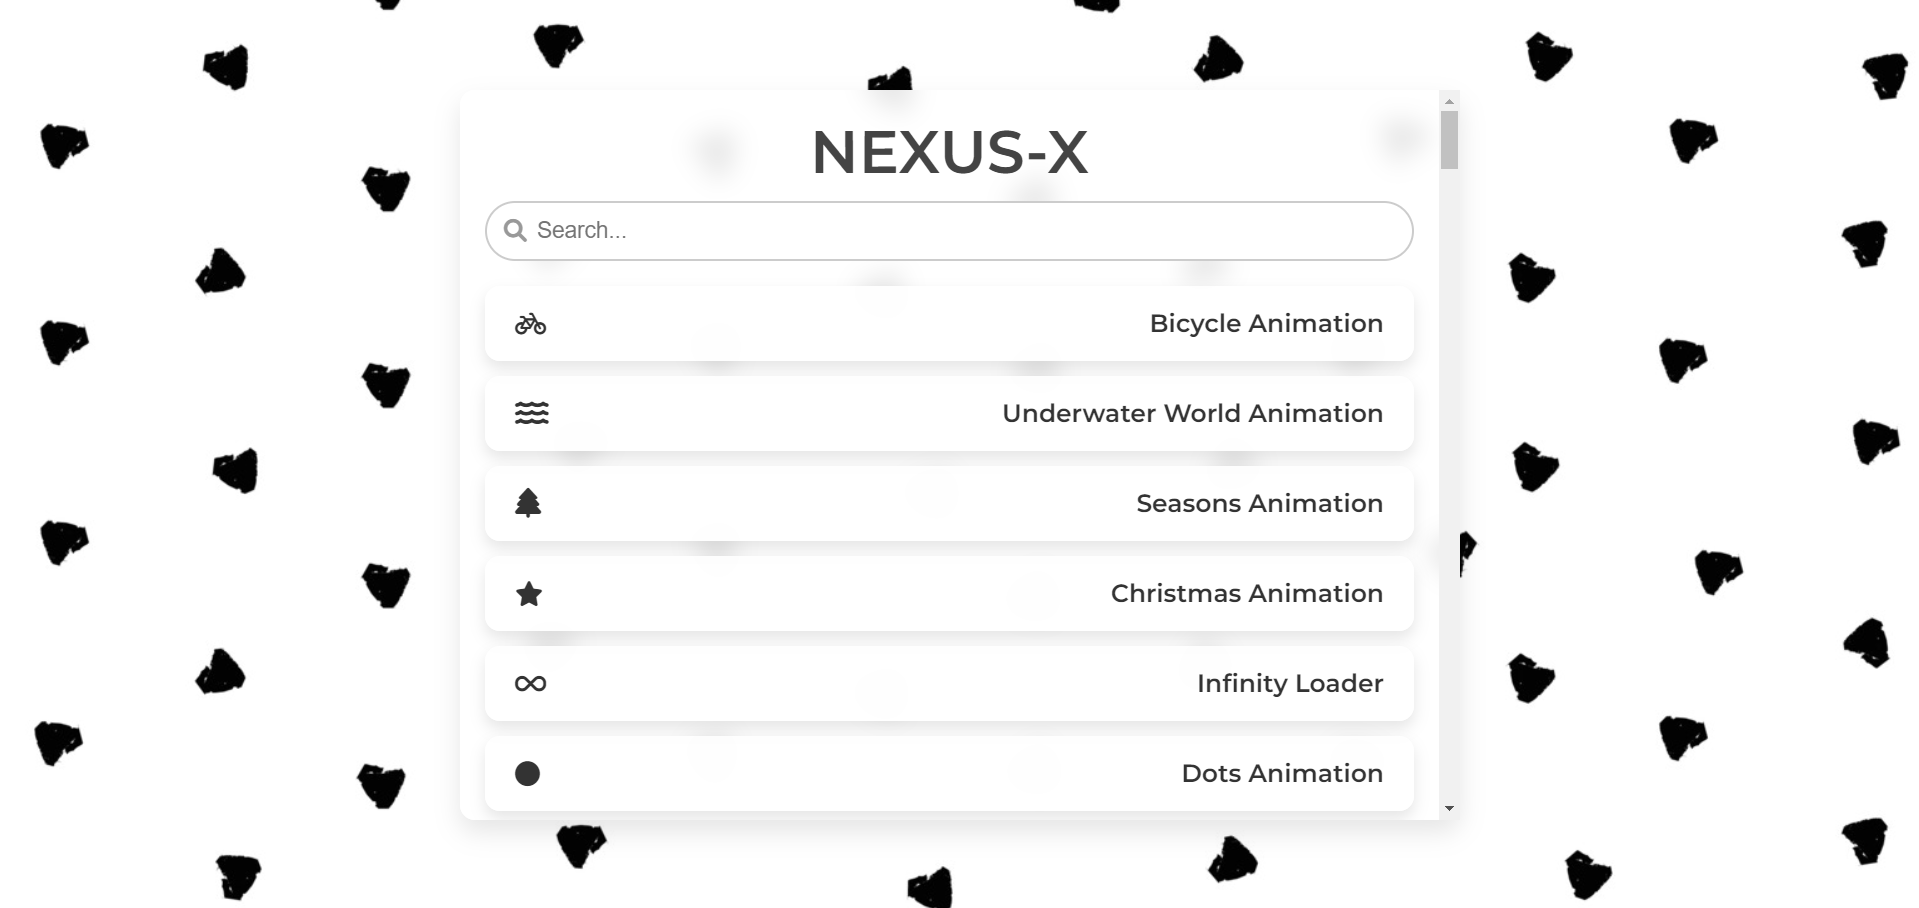 NEXUS-X
Search...
Bicycle Animation
Underwater World Animation
Seasons Animation
Christmas Animation
Infinity Loader
Dots Animation